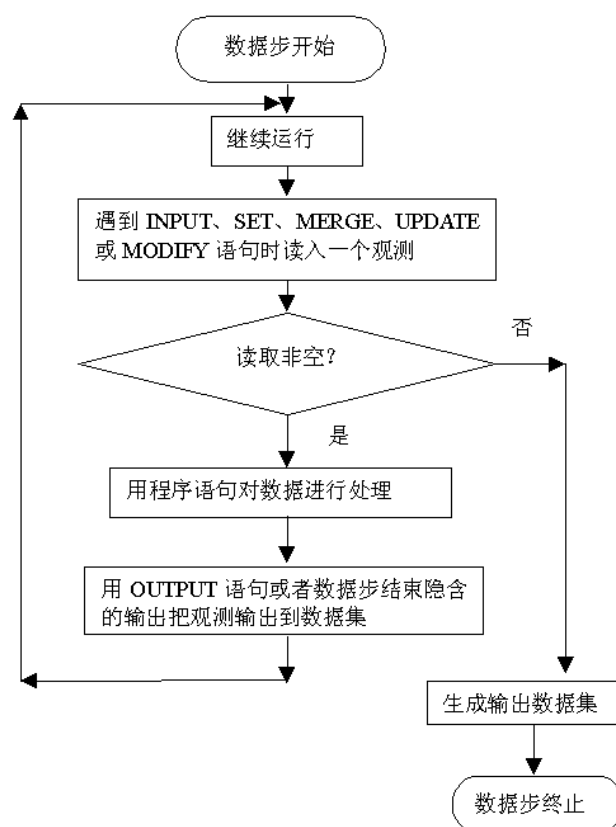 数据步开始
继续运行
遇到 INPUT、SET、MERGE、UPDATE
或 MODIFY 语句时读入一个观测
否
读取非空?
是
用程序语句对数据进行处理
用 OUTPUT 语句或者数据步结束隐含
的输出把观测输出到数据集
生成输出数据集
数据步终止